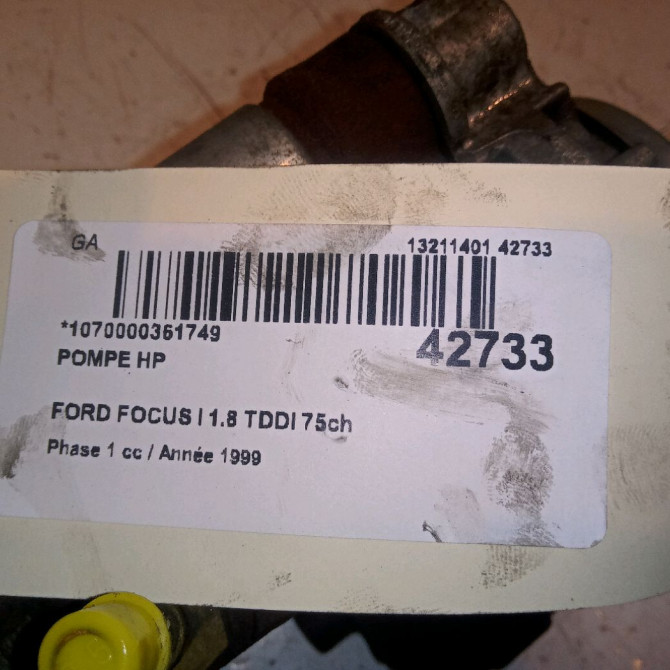 GA
13211401 42733
*1070000361749
42733
POMPE HP
FORD FOCUS I 1.8 TDDI 75ch
Phase 1 cc / Année 1999